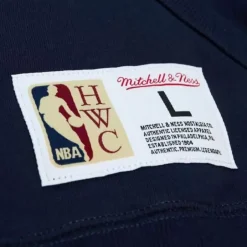 Mitchell & Ness
H
W
C
NBA
L
MITCHELL & NESS NOSTALGIA CO.
AUTHENTIC LICENSED APPAREL
DESIGNED IN PHILADELPHIA, PA
ESTABLISHED 1904
AUTHENTIC. PREMIUM. LEGENDARY.